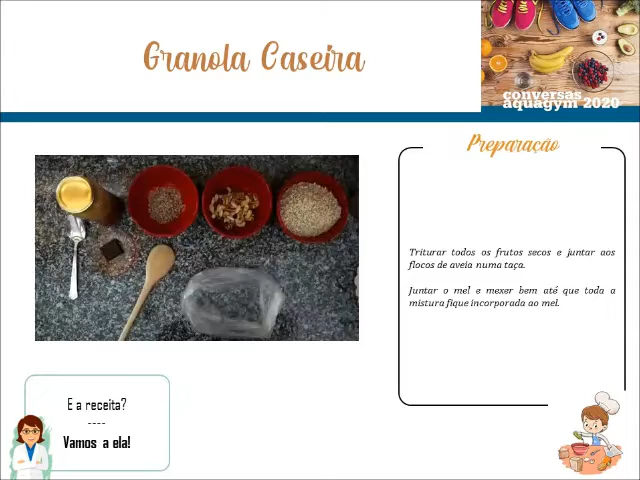 Granola Caseira
conversas
aquagym 2020
Preparação
Triturar todos os frutos secos e juntar aos
flocos de aveia numa taça.
Juntar o mel e mexer bem até que toda a
mistura fique incorporada ao mel.
E a receita?
----
Vamos a ela!